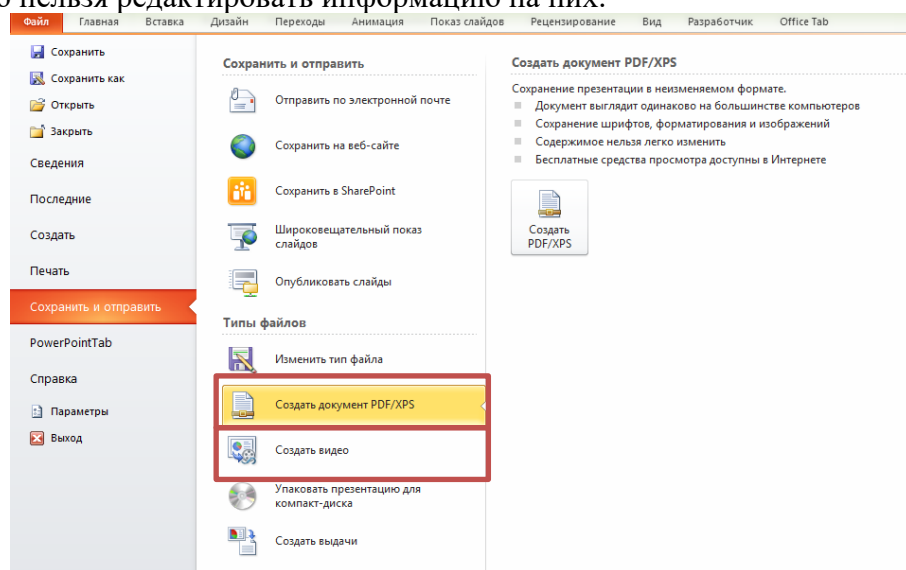 нельзя редактировать информацию на них.
Файл Главная Вставка Дизайн Переходы Анимация Показ слайдов Рецензирование Вид Разработчик Office Tab
Сохранить
Сохранить как
Открыть
Закрыть
Сведения
Последние
Создать
Печать
Сохранить и отправить
PowerPointTab
Справка
Параметры
Выход
Сохранить и отправить
Отправить по электронной почте
Сохранить на веб-сайте
Сохранить в SharePoint
Широковещательный показ
слайдов
Опубликовать слайды
Типы файлов
Изменить тип файла
Создать документ PDF/XPS
Создать видео
Упаковать презентацию для
компакт-диска
Создать выдачи
Создать документ PDF/XPS
Сохранение презентации в неизменяемом формате.
Документ выглядит одинаково на большинстве компьютеров
Сохранение шрифтов, форматирования и изображений
Содержимое нельзя легко изменить
Бесплатные средства просмотра доступны в Интернете
Создать
PDF/XPS